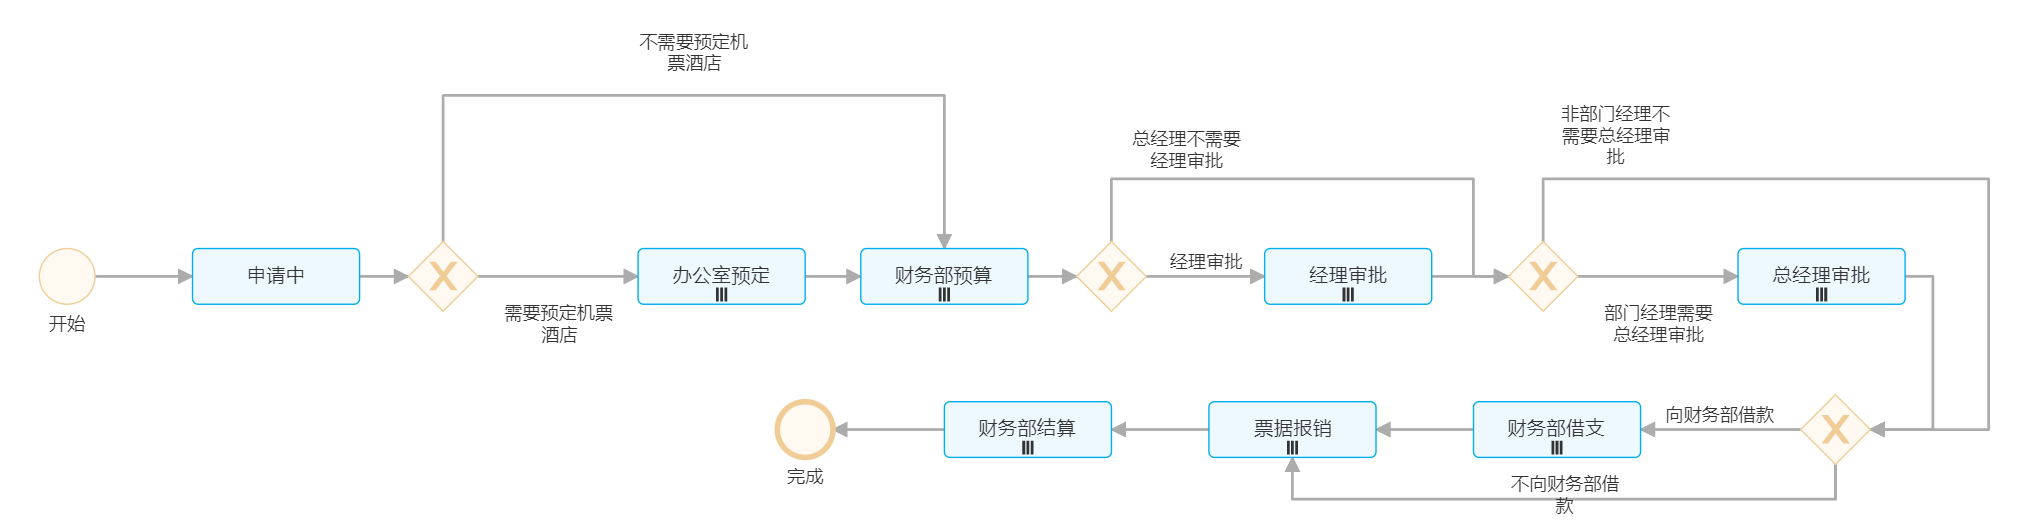 不需要预定机
票酒店
总经理不需要
经理审批
非部门经理不
需要总经理审
批
开始
申请中
需要预定机票
酒店
办公室预定
财务部预算
经理审批
经理审批
部门经理需要
总经理审批
总经理审批
完成
财务部结算
票据报销
财务部借支
向财务部借款
不向财务部借
款